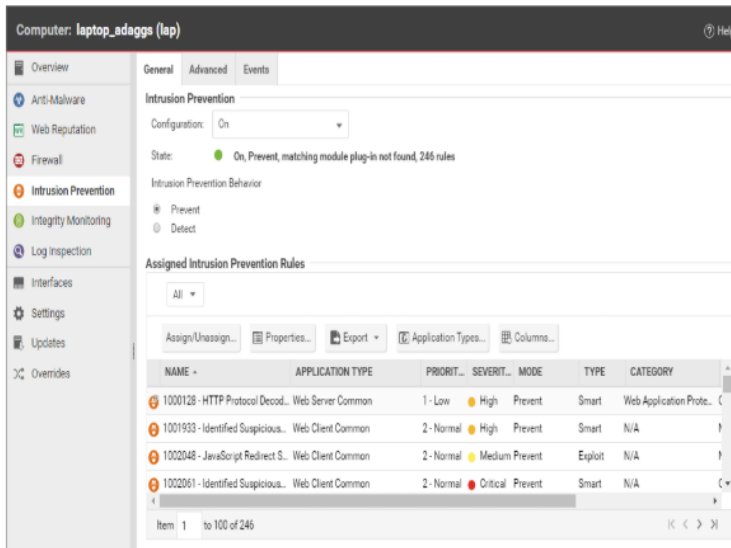 Computer: laptop_adaggs (lap)
Hel
Overview
Anti-Malware
Web Reputation
Firewall
Intrusion Prevention
Integrity Monitoring
Log Inspection
Interfaces
Settings
Updates
Overrides
General Advanced Events
Intrusion Prevention
Configuration: On
State: On, Prevent, matching module plug-in not found, 246 rules
Intrusion Prevention Behavior
Prevent
Detect
Assigned Intrusion Prevention Rules
All
Assign/Unassign... Properties... Export Application Types... Columns...
NAME APPLICATION TYPE PRIORIT... SEVERIT... MODE TYPE CATEGORY
1000128 - HTTP Protocol Decod... Web Server Common 1 - Low High Prevent Smart Web Application Prote...
1001933 - Identified Suspicious... Web Client Common 2 - Normal High Prevent Smart N/A
1002048 - JavaScript Redirect S... Web Client Common 2 - Normal Medium Prevent Exploit N/A
1002061 - Identified Suspicious... Web Client Common 2 - Normal Critical Prevent Smart N/A
Item 1 to 100 of 246